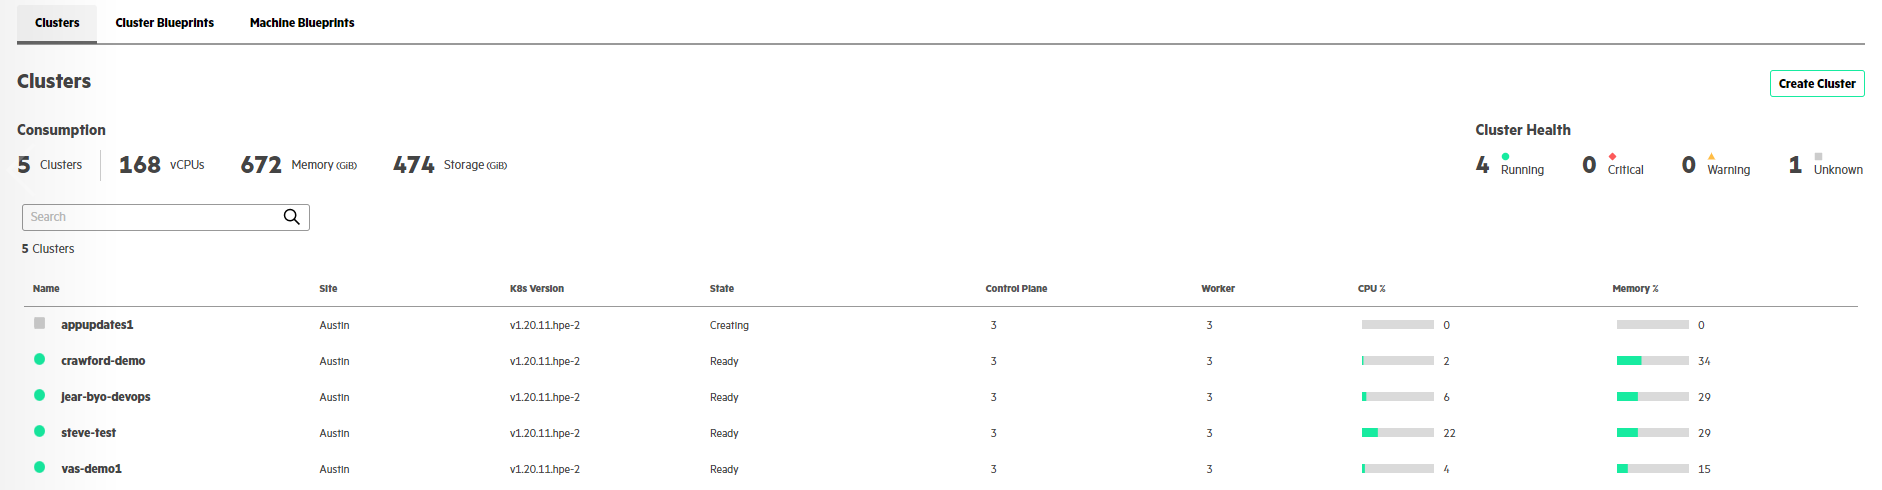 Clusters Cluster Blueprints Machine Blueprints
Clusters
Create Cluster
Consumption
Cluster Health
5 Clusters 168 vCPUs 672 Memory (GiB) 474 Storage (GiB)
4 Running 0 Critical 0 Warning 1 Unknown
Search
5 Clusters
Name Site K8s Version State Control Plane Worker CPU % Memory %
appupdates1 Austin v1.20.11.hpe-2 Creating 3 3 0 0
crawford-demo Austin v1.20.11.hpe-2 Ready 3 3 2 34
jear-byo-devops Austin v1.20.11.hpe-2 Ready 3 3 6 29
steve-test Austin v1.20.11.hpe-2 Ready 3 3 22 29
vas-demo1 Austin v1.20.11.hpe-2 Ready 3 3 4 15